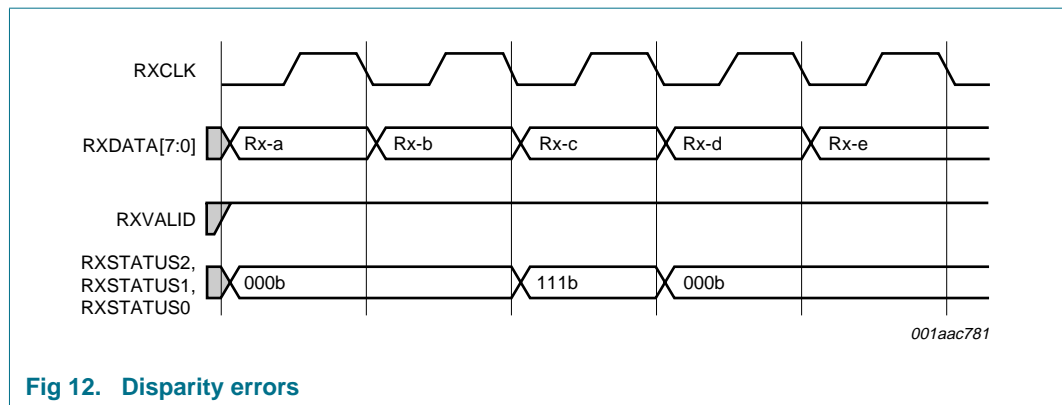 RXCLK
RXDATA[7:0] Rx-a Rx-b Rx-c Rx-d Rx-e
RXVALID
RXSTATUS2,
RXSTATUS1, 000b 111b 000b
RXSTATUS0
001aac781
Fig 12. Disparity errors